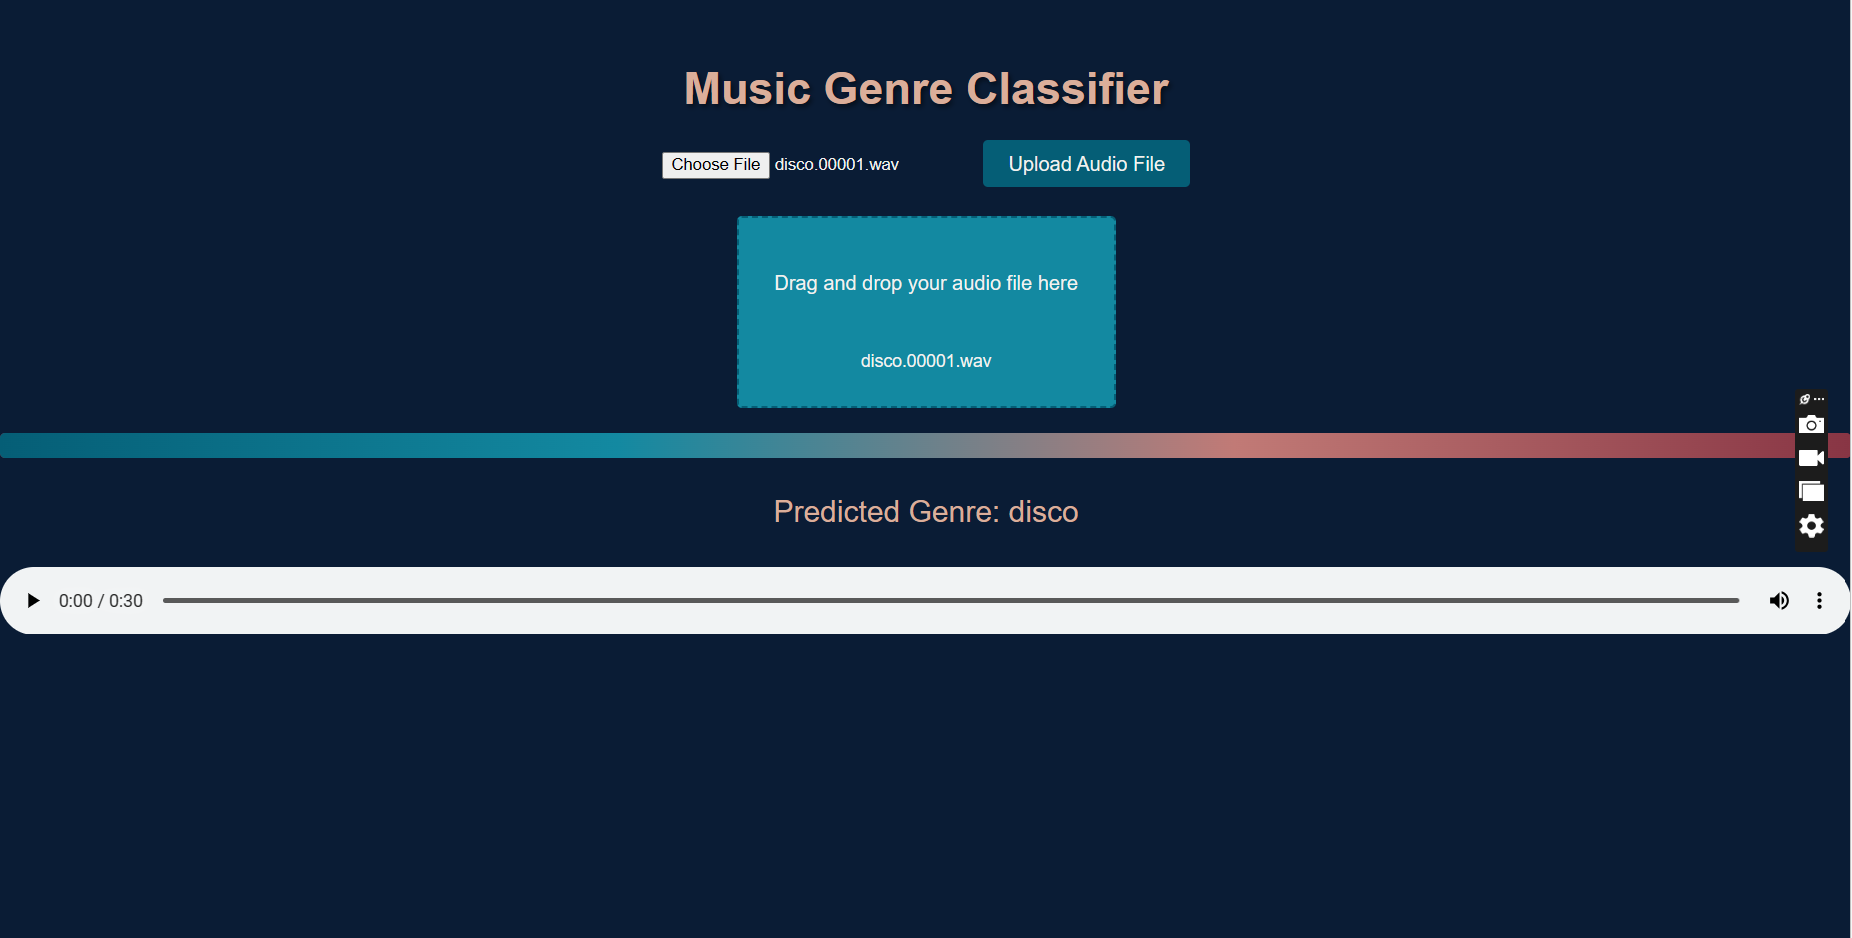 Music Genre Classifier
Choose File disco.00001.wav
Upload Audio File
Drag and drop your audio file here
disco.00001.wav
Predicted Genre: disco
0:00 / 0:30